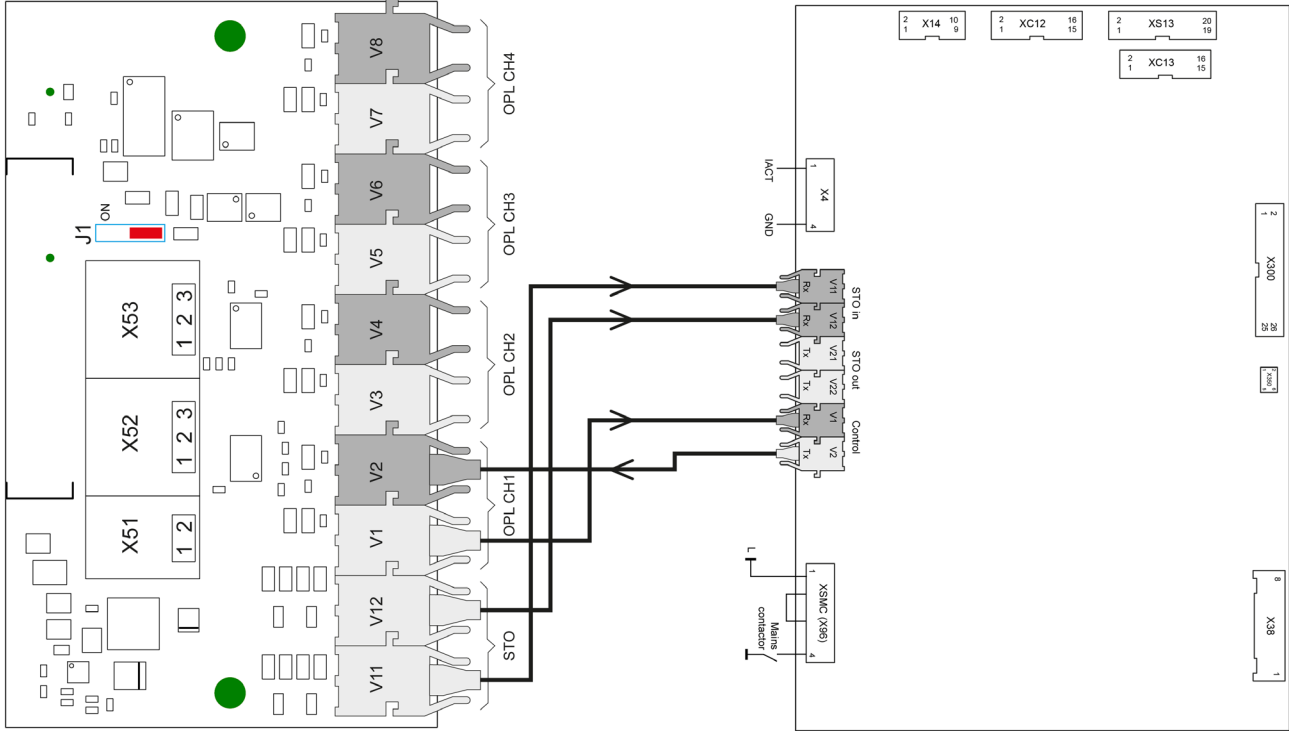 V8
V7
OPL CH4
V6
V5
OPL CH3
V4
V3
OPL CH2
V2
V1
OPL CH1
V12
V11
STO
ON
J1
X53
1 2 3
X52
1 2 3
X51
1 2
2 X14 10
1 9
2 XC12 16
1 15
2 XS13 20
1 19
2 XC13 16
1 15
IACT
GND
1 X4 4
V11 Rx
V12 Rx
STO in
V21 Tx
V22 Tx
STO out
V1 Rx
V2 Tx
Control
2 X300 26
1 25
X350
L
Mains
contactor
1 XSMC (X96) 4
8 X38 1